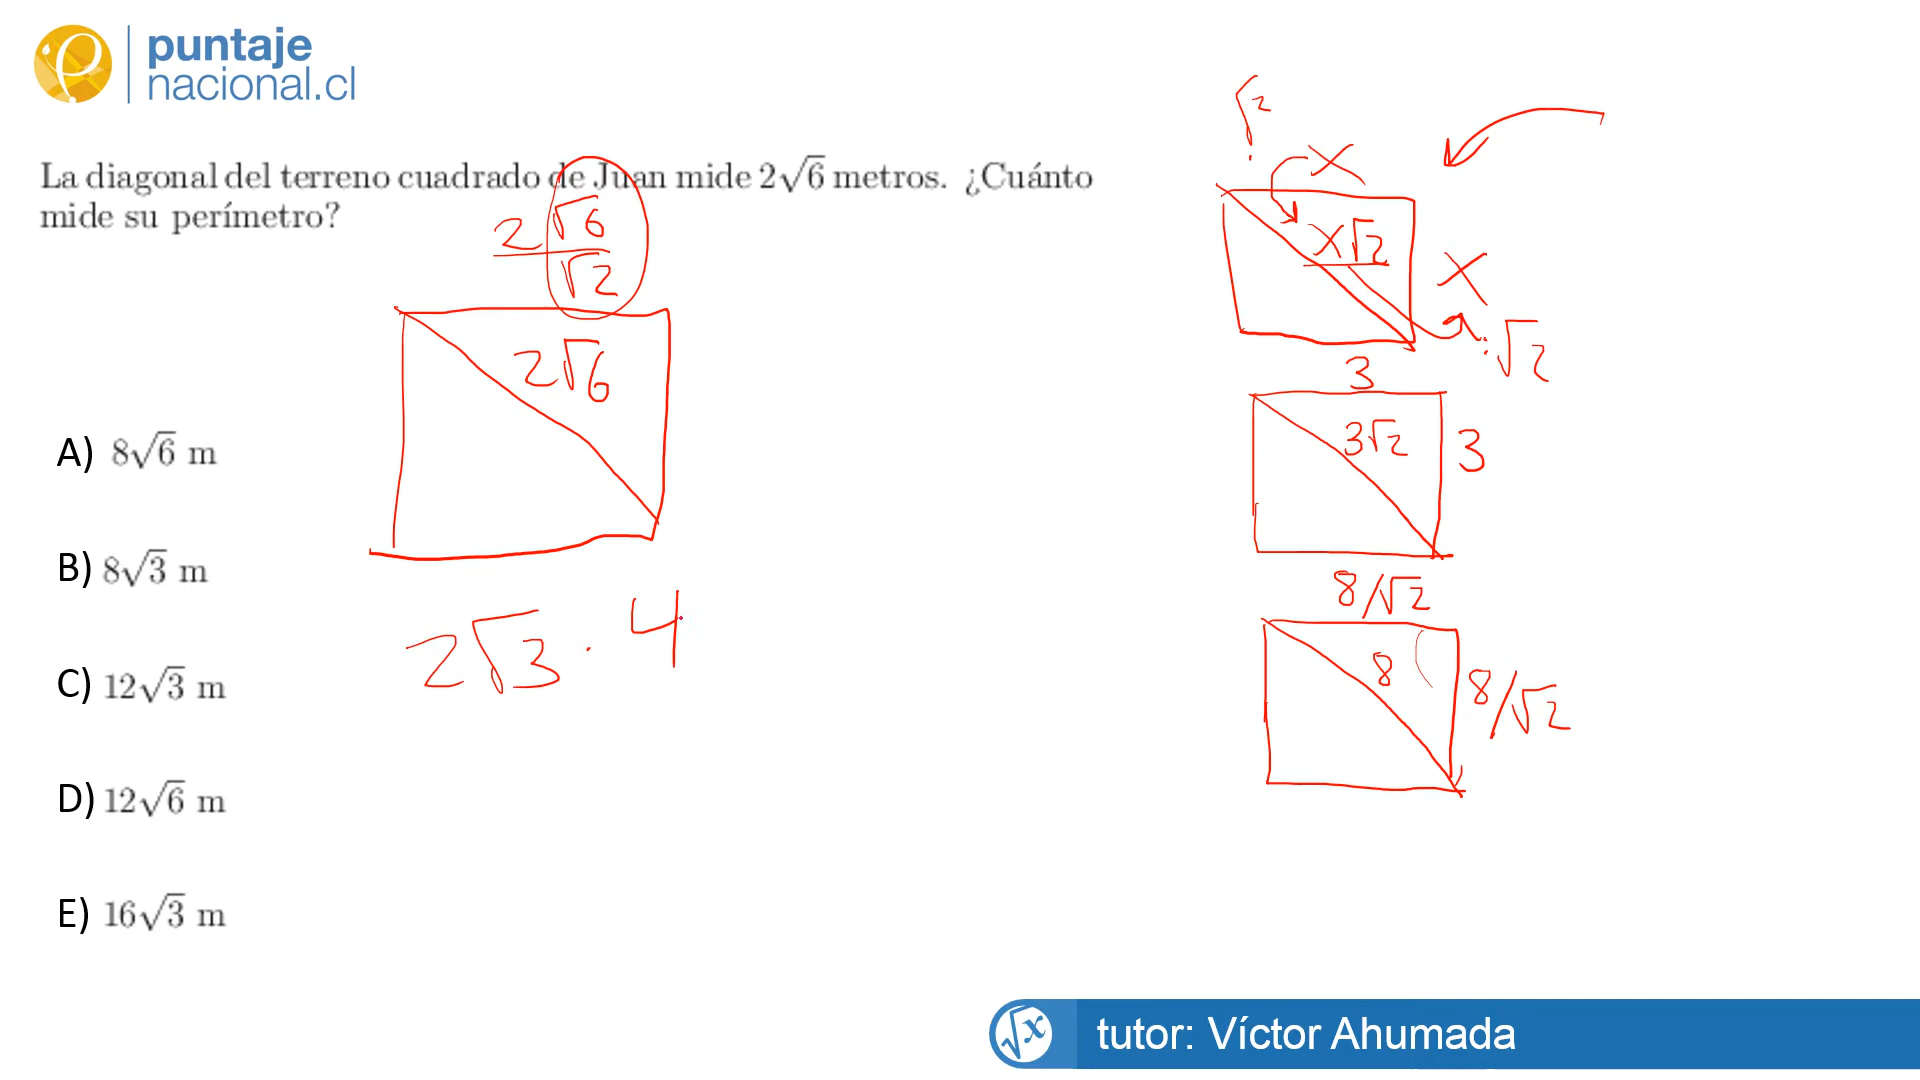 puntaje
nacional.cl
La diagonal del terreno cuadrado de Juan mide 2√6 metros. ¿Cuánto
mide su perímetro?
2√6
√2
2√6
2√3 · 4
A) 8√6 m
B) 8√3 m
C) 12√3 m
D) 12√6 m
E) 16√3 m
·√2
X
X√2
X
:√2
3
3√2
3
8/√2
8
8/√2
√x
tutor: Víctor Ahumada